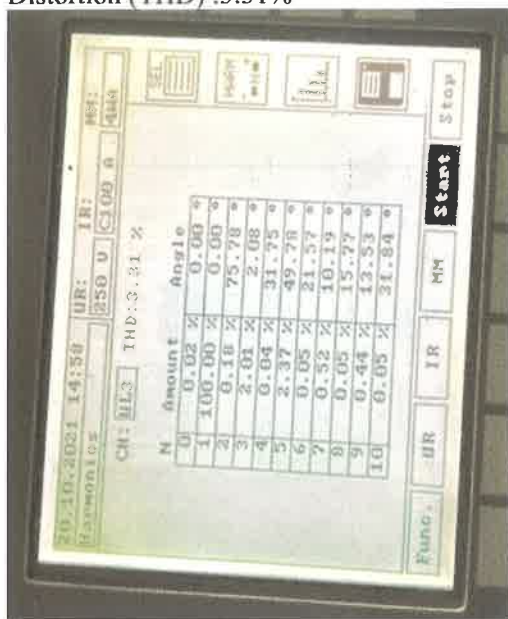 Distortion (THD) :3.31%
20.10.2021 14:58 UR: IR: MM:
Harmonics 250 V C100 A 4WA
CH: UL3 THD:3.31 %
N Amount Angle
0 0.02 % 0.00 °
1 100.00 % 0.00 °
2 0.18 % 75.78 °
3 2.01 % 2.08 °
4 0.04 % 31.75 °
5 2.37 % 49.78 °
6 0.05 % 21.57 °
7 0.52 % 10.19 °
8 0.05 % 15.77 °
9 0.44 % 13.53 °
10 0.05 % 31.84 °
SEL
Func. UR IR MM Start Stop